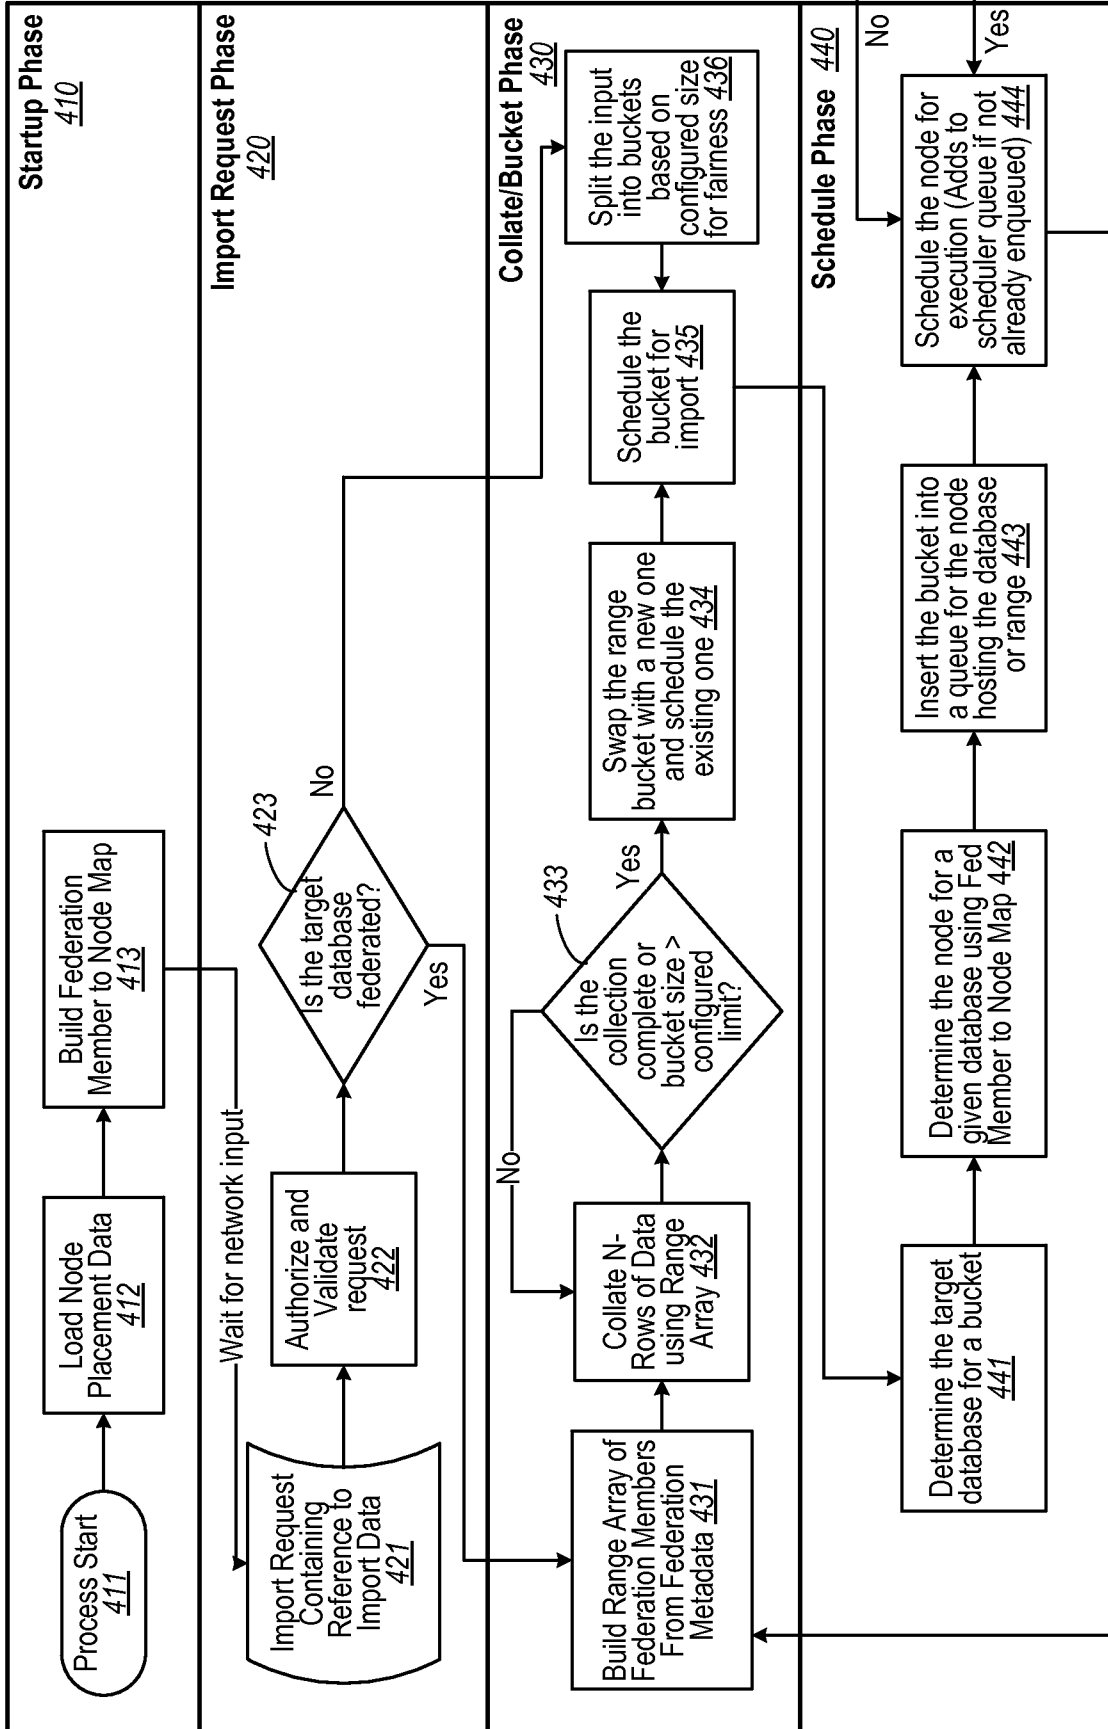 Startup Phase
410
Process Start
411
Load Node
Placement Data
412
Build Federation
Member to Node Map
413
Import Request Phase
420
Wait for network input
Import Request
Containing
Reference to
Import Data
421
Authorize and
Validate
request
422
Is the target
database
federated?
423
No
Yes
Collate/Bucket Phase
430
Build Range Array of
Federation Members
From Federation
Metadata 431
Collate N-
Rows of Data
using Range
Array 432
No
Is the
collection
complete or
bucket size >
configured
limit?
433
Yes
Swap the range
bucket with a new one
and schedule the
existing one 434
Schedule the
bucket for
import 435
Split the input
into buckets
based on
configured size
for fairness 436
Schedule Phase 440
Determine the target
database for a bucket
441
Determine the node for a
given database using Fed
Member to Node Map 442
Insert the bucket into
a queue for the node
hosting the database
or range 443
Schedule the node for
execution (Adds to
scheduler queue if not
already enqueued) 444
No
Yes